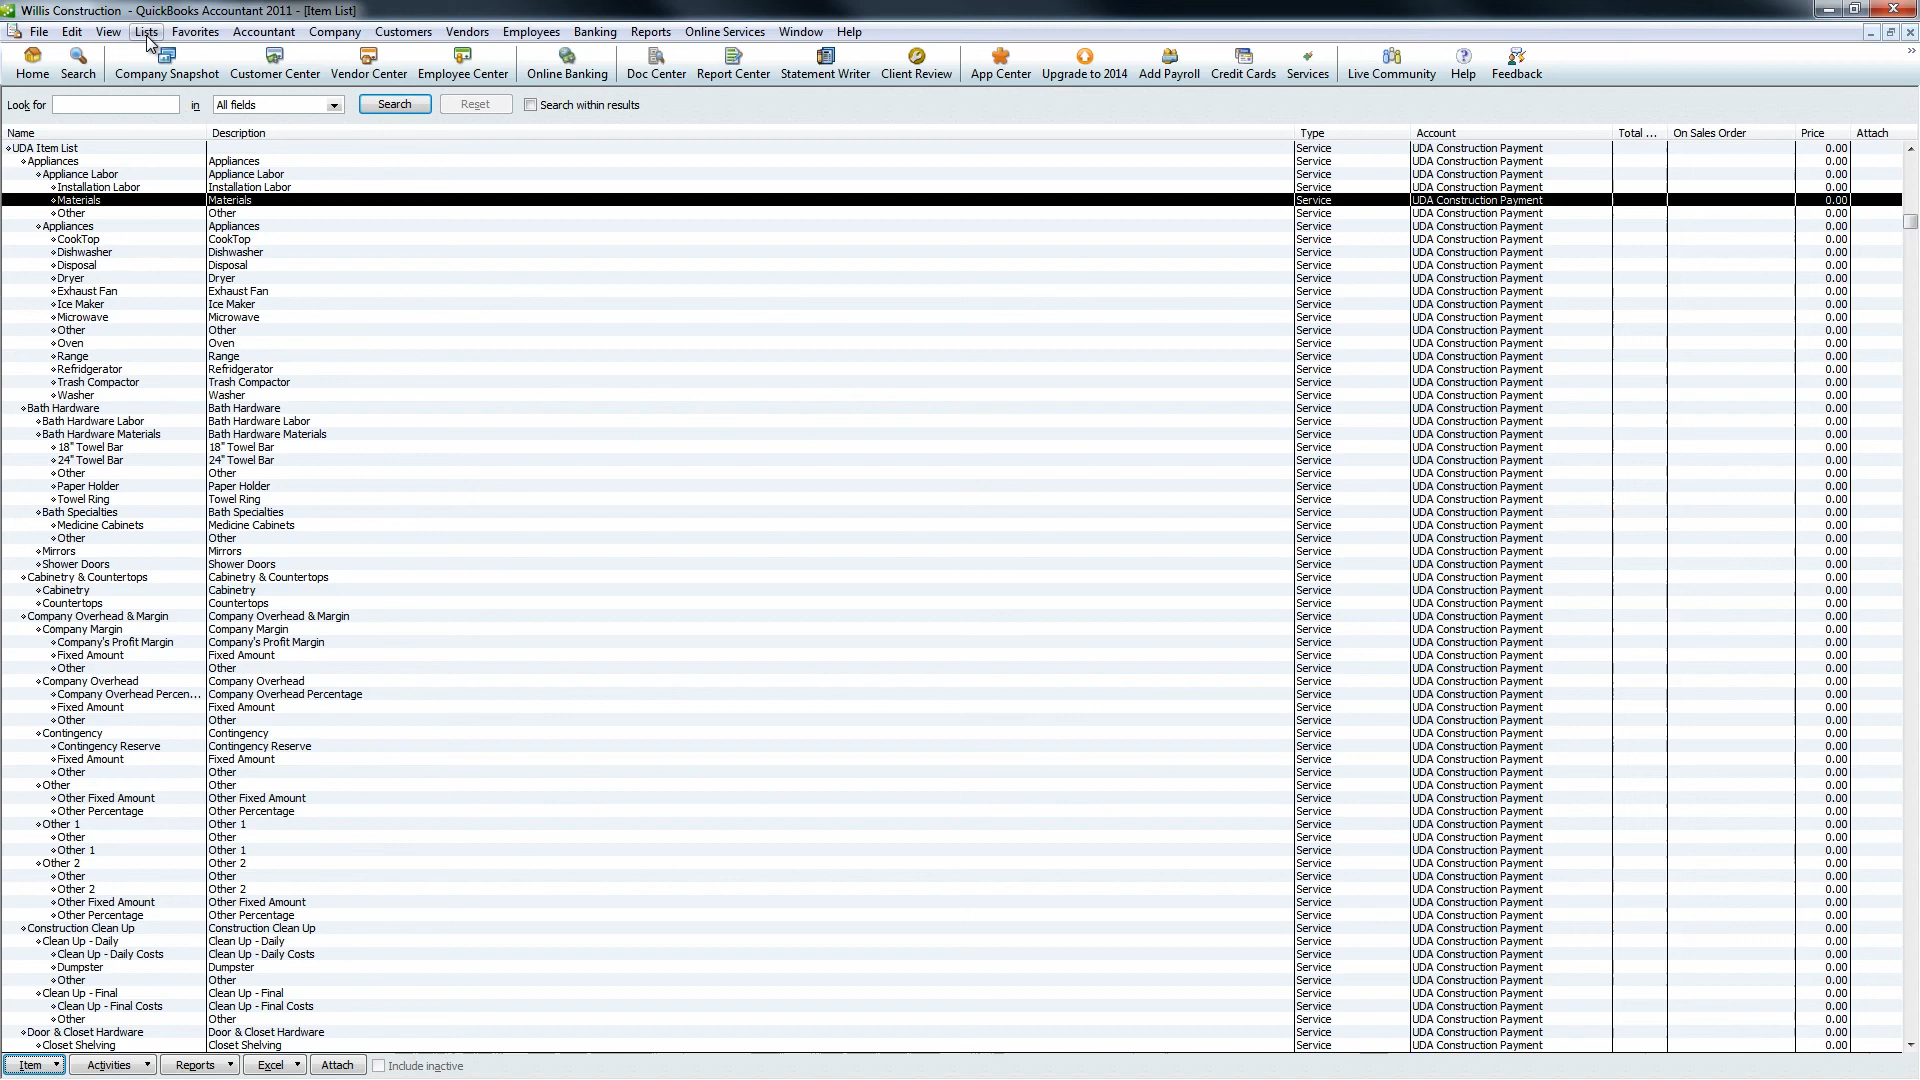 Willis Construction - QuickBooks Accountant 2011 - [Item List]
File Edit View Lists Favorites Accountant Company Customers Vendors Employees Banking Reports Online Services Window Help
Home Search Company Snapshot Customer Center Vendor Center Employee Center Online Banking Doc Center Report Center Statement Writer Client Review App Center Upgrade to 2014 Add Payroll Credit Cards Services Live Community Help Feedback
Look for in All fields Search Reset Search within results
Name Description Type Account Total ... On Sales Order Price Attach
UDA Item List Service UDA Construction Payment 0.00
Appliances Appliances Service UDA Construction Payment 0.00
Appliance Labor Appliance Labor Service UDA Construction Payment 0.00
Installation Labor Installation Labor Service UDA Construction Payment 0.00
Materials Materials Service UDA Construction Payment 0.00
Other Other Service UDA Construction Payment 0.00
Appliances Appliances Service UDA Construction Payment 0.00
CookTop CookTop Service UDA Construction Payment 0.00
Dishwasher Dishwasher Service UDA Construction Payment 0.00
Disposal Disposal Service UDA Construction Payment 0.00
Dryer Dryer Service UDA Construction Payment 0.00
Exhaust Fan Exhaust Fan Service UDA Construction Payment 0.00
Ice Maker Ice Maker Service UDA Construction Payment 0.00
Microwave Microwave Service UDA Construction Payment 0.00
Other Other Service UDA Construction Payment 0.00
Oven Oven Service UDA Construction Payment 0.00
Range Range Service UDA Construction Payment 0.00
Refridgerator Refridgerator Service UDA Construction Payment 0.00
Trash Compactor Trash Compactor Service UDA Construction Payment 0.00
Washer Washer Service UDA Construction Payment 0.00
Bath Hardware Bath Hardware Service UDA Construction Payment 0.00
Bath Hardware Labor Bath Hardware Labor Service UDA Construction Payment 0.00
Bath Hardware Materials Bath Hardware Materials Service UDA Construction Payment 0.00
18" Towel Bar 18" Towel Bar Service UDA Construction Payment 0.00
24" Towel Bar 24" Towel Bar Service UDA Construction Payment 0.00
Other Other Service UDA Construction Payment 0.00
Paper Holder Paper Holder Service UDA Construction Payment 0.00
Towel Ring Towel Ring Service UDA Construction Payment 0.00
Bath Specialties Bath Specialties Service UDA Construction Payment 0.00
Medicine Cabinets Medicine Cabinets Service UDA Construction Payment 0.00
Other Other Service UDA Construction Payment 0.00
Mirrors Mirrors Service UDA Construction Payment 0.00
Shower Doors Shower Doors Service UDA Construction Payment 0.00
Cabinetry & Countertops Cabinetry & Countertops Service UDA Construction Payment 0.00
Cabinetry Cabinetry Service UDA Construction Payment 0.00
Countertops Countertops Service UDA Construction Payment 0.00
Company Overhead & Margin Company Overhead & Margin Service UDA Construction Payment 0.00
Company Margin Company Margin Service UDA Construction Payment 0.00
Company's Profit Margin Company's Profit Margin Service UDA Construction Payment 0.00
Fixed Amount Fixed Amount Service UDA Construction Payment 0.00
Other Other Service UDA Construction Payment 0.00
Company Overhead Company Overhead Service UDA Construction Payment 0.00
Company Overhead Percen... Company Overhead Percentage Service UDA Construction Payment 0.00
Fixed Amount Fixed Amount Service UDA Construction Payment 0.00
Other Other Service UDA Construction Payment 0.00
Contingency Contingency Service UDA Construction Payment 0.00
Contingency Reserve Contingency Reserve Service UDA Construction Payment 0.00
Fixed Amount Fixed Amount Service UDA Construction Payment 0.00
Other Other Service UDA Construction Payment 0.00
Other Other Service UDA Construction Payment 0.00
Other Fixed Amount Other Fixed Amount Service UDA Construction Payment 0.00
Other Percentage Other Percentage Service UDA Construction Payment 0.00
Other 1 Other 1 Service UDA Construction Payment 0.00
Other Other Service UDA Construction Payment 0.00
Other 1 Other 1 Service UDA Construction Payment 0.00
Other 2 Other 2 Service UDA Construction Payment 0.00
Other Other Service UDA Construction Payment 0.00
Other 2 Other 2 Service UDA Construction Payment 0.00
Other Fixed Amount Other Fixed Amount Service UDA Construction Payment 0.00
Other Percentage Other Percentage Service UDA Construction Payment 0.00
Construction Clean Up Construction Clean Up Service UDA Construction Payment 0.00
Clean Up - Daily Clean Up - Daily Service UDA Construction Payment 0.00
Clean Up - Daily Costs Clean Up - Daily Costs Service UDA Construction Payment 0.00
Dumpster Dumpster Service UDA Construction Payment 0.00
Other Other Service UDA Construction Payment 0.00
Clean Up - Final Clean Up - Final Service UDA Construction Payment 0.00
Clean Up - Final Costs Clean Up - Final Costs Service UDA Construction Payment 0.00
Other Other Service UDA Construction Payment 0.00
Door & Closet Hardware Door & Closet Hardware Service UDA Construction Payment 0.00
Closet Shelving Closet Shelving Service UDA Construction Payment 0.00
Item Activities Reports Excel Attach Include inactive